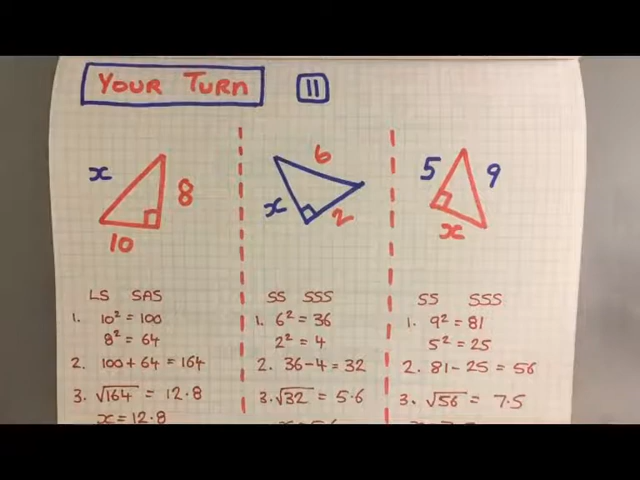 YOUR TURN 11
x 8 10
6 x 2
5 9 x
LS SAS
1. 10² = 100
8² = 64
2. 100 + 64 = 164
3. √164 = 12.8
x = 12.8
SS SSS
1. 6² = 36
2² = 4
2. 36 - 4 = 32
3. √32 = 5.6
SS SSS
1. 9² = 81
5² = 25
2. 81 - 25 = 56
3. √56 = 7.5